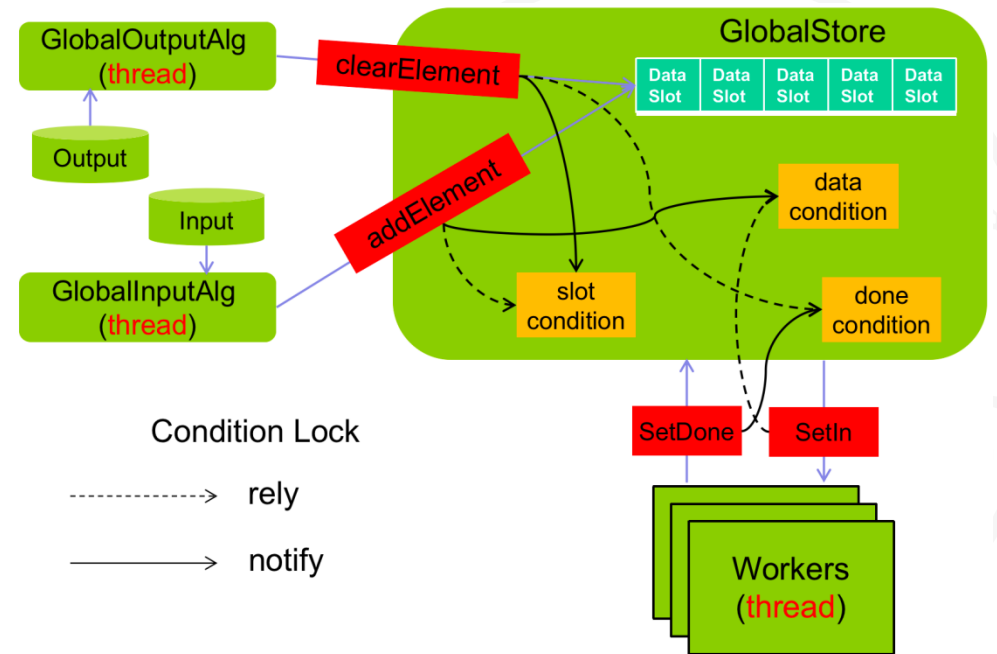 GlobalOutputAlg
(thread)
Output
Input
GlobalInputAlg
(thread)
clearElement
addElement
GlobalStore
Data Slot
Data Slot
Data Slot
Data Slot
Data Slot
data
condition
slot
condition
done
condition
SetDone
SetIn
Condition Lock
rely
notify
Workers
(thread)